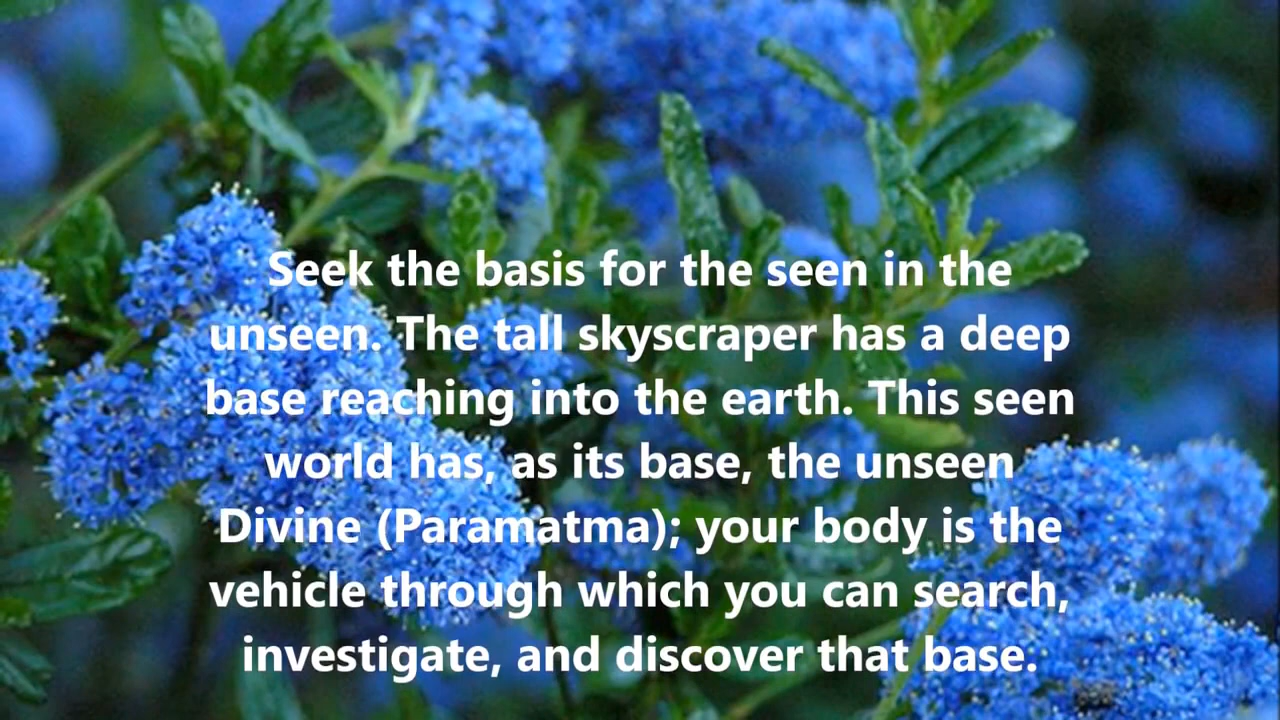 Seek the basis for the seen in the
unseen. The tall skyscraper has a deep
base reaching into the earth. This seen
world has, as its base, the unseen
Divine (Paramatma); your body is the
vehicle through which you can search,
investigate, and discover that base.